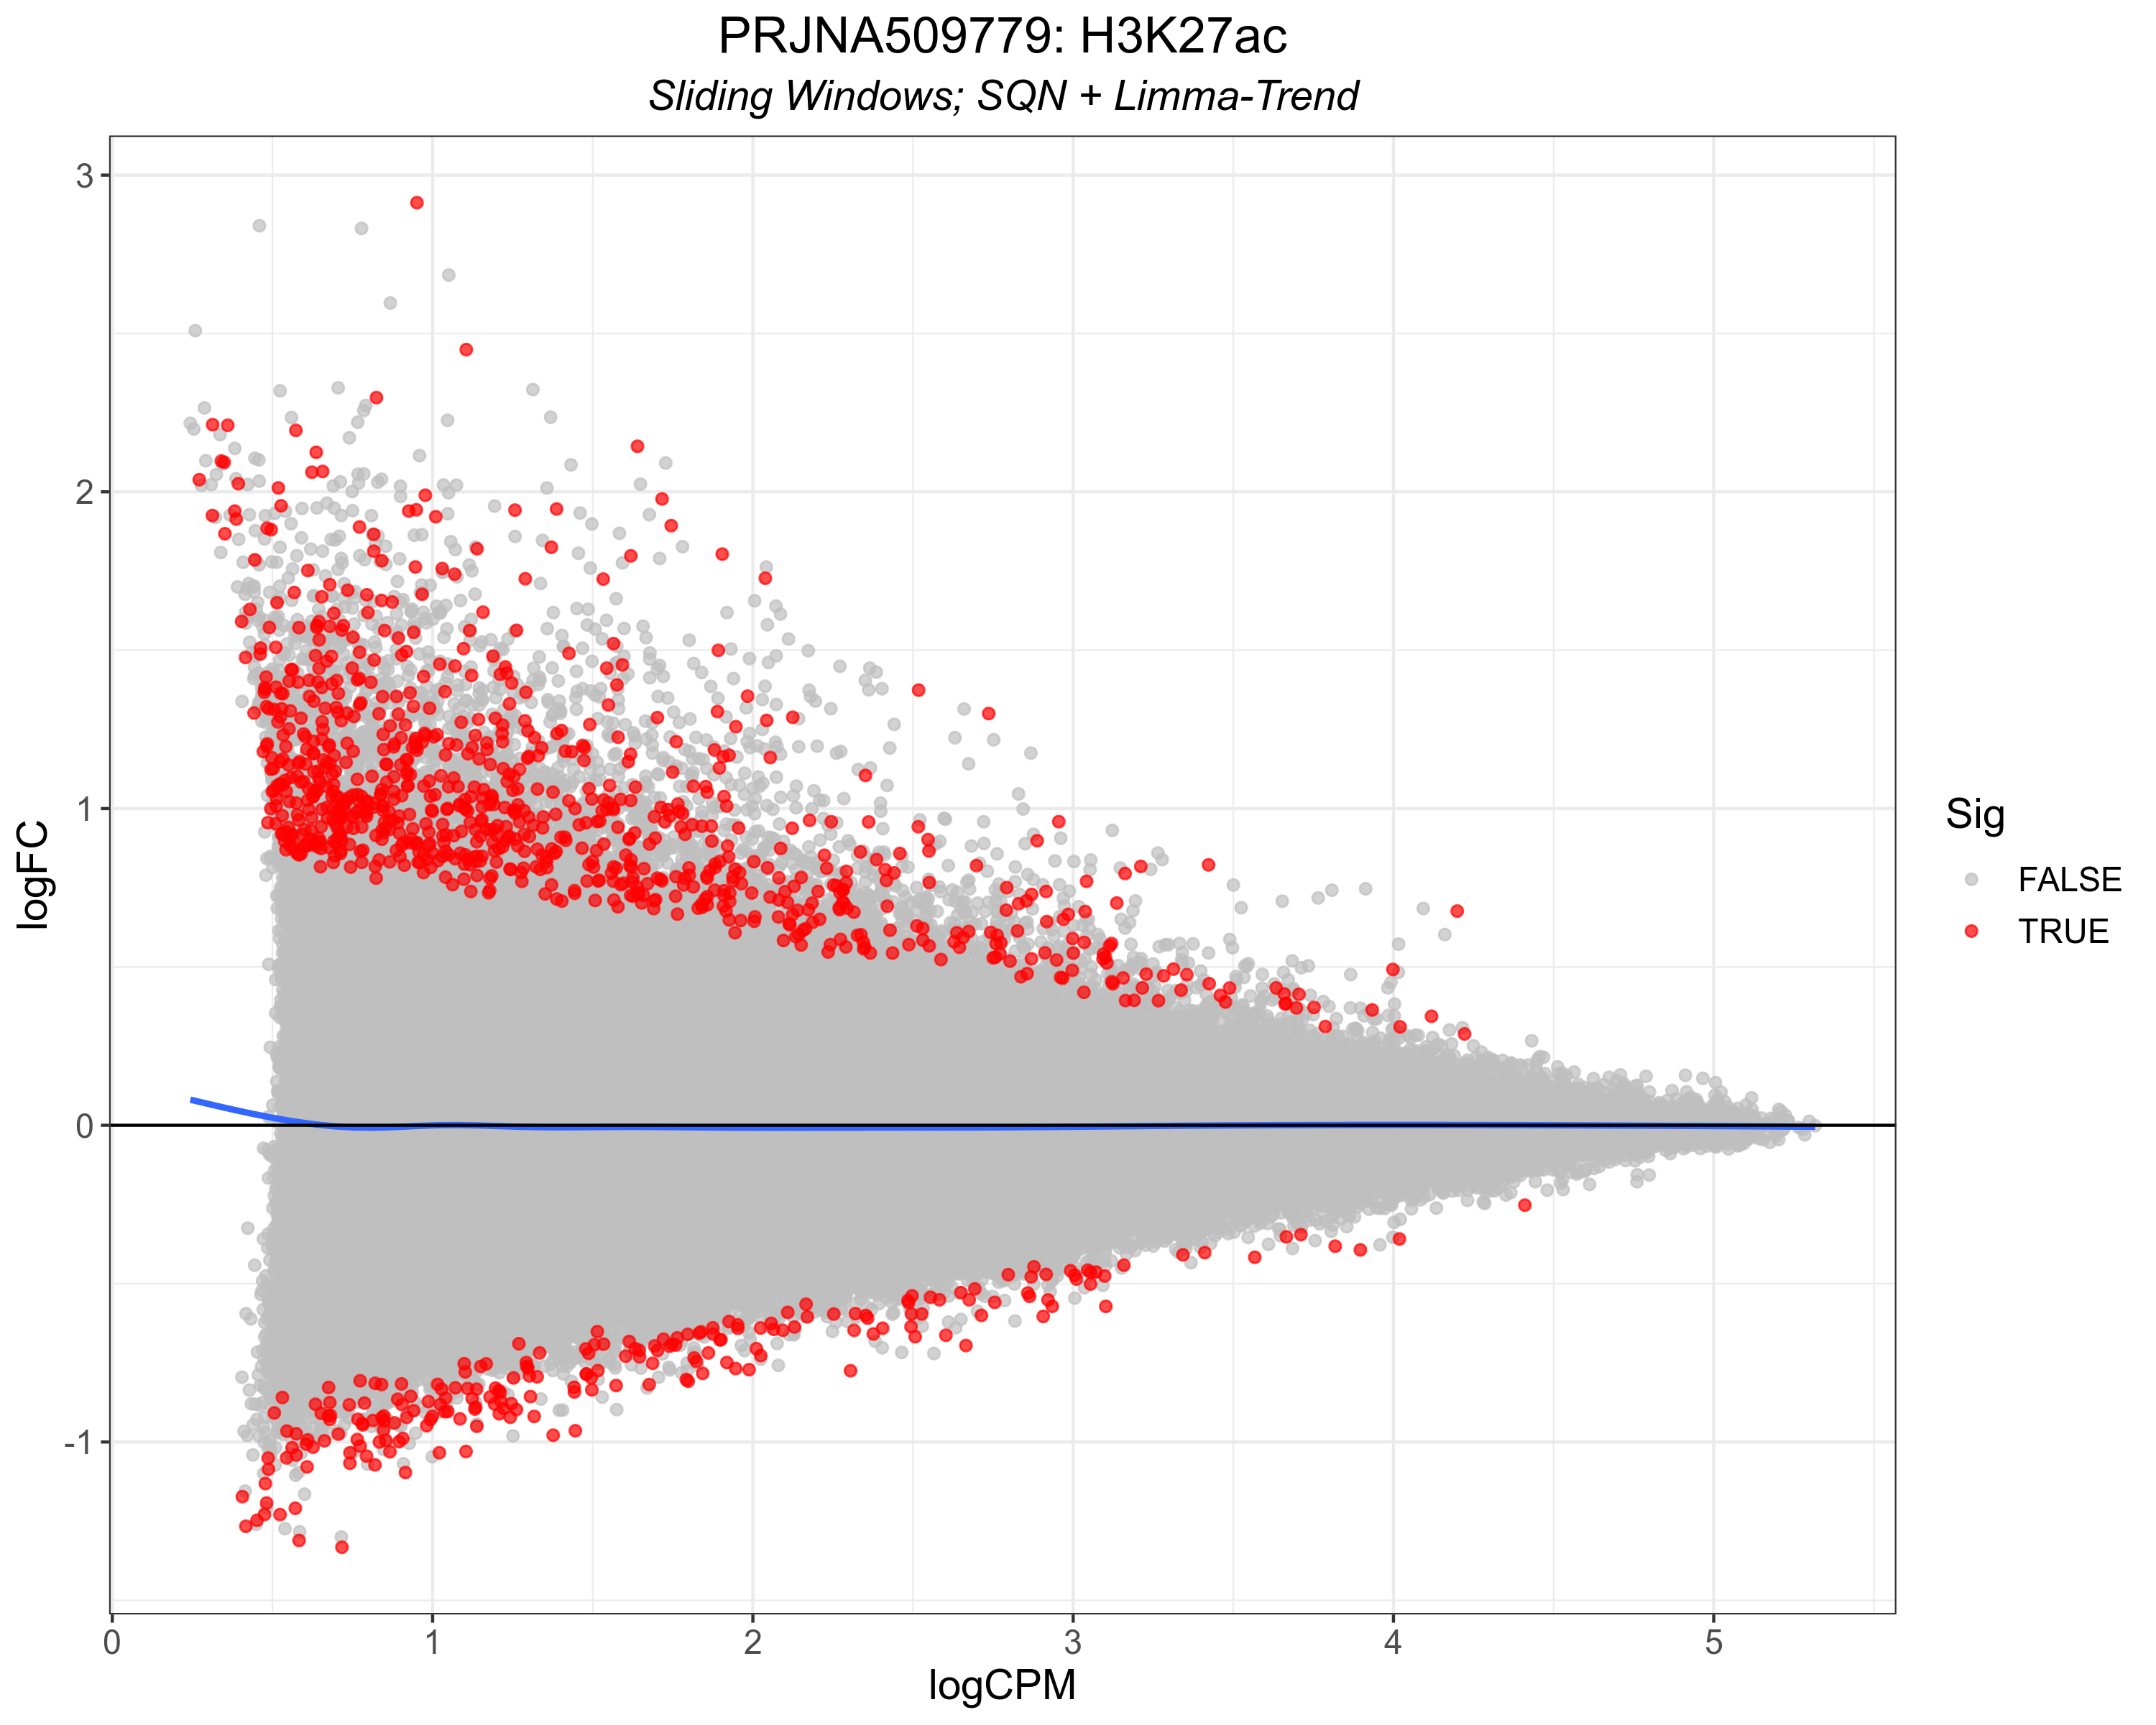 PRJNA509779: H3K27ac
Sliding Windows; SQN + Limma-Trend
3
2
1
0
-1
logFC
0 1 2 3 4 5
logCPM
Sig
FALSE
TRUE